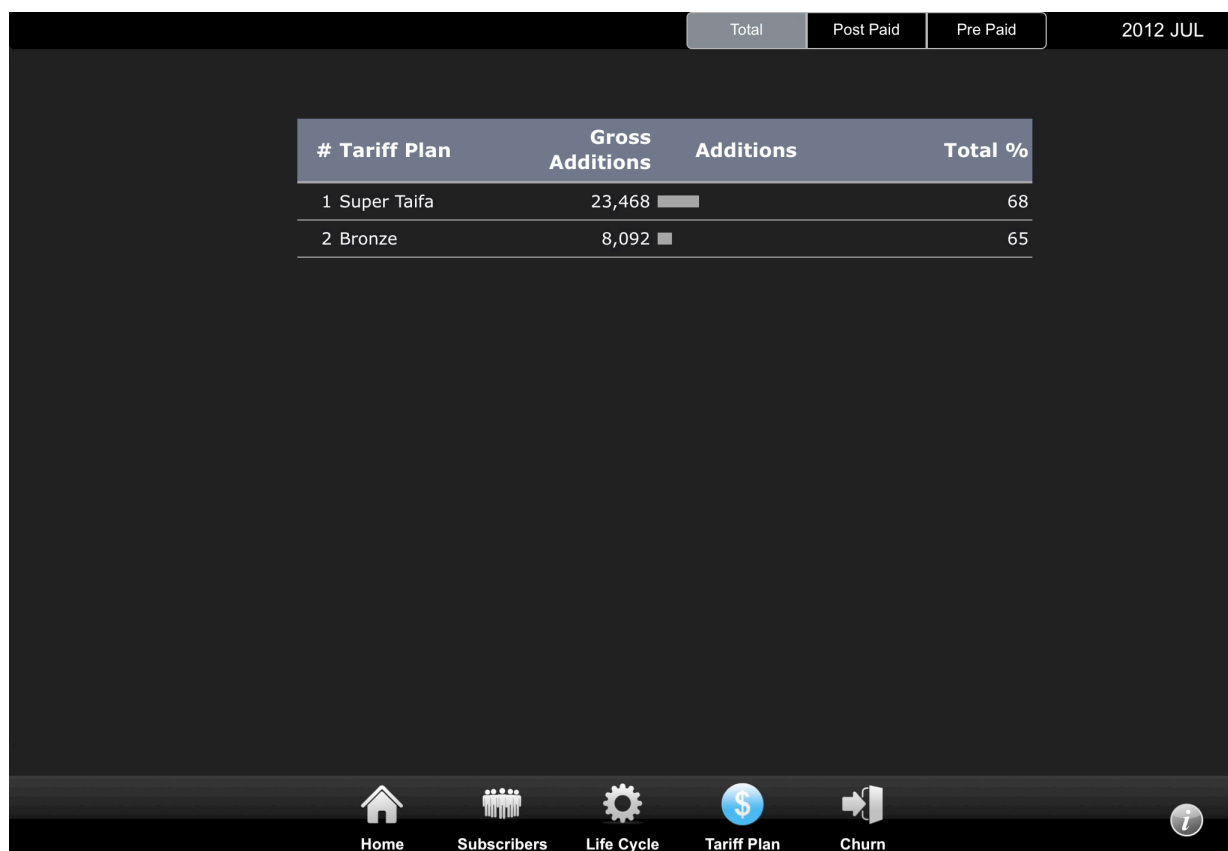 Total Post Paid Pre Paid 2012 JUL
# Tariff Plan Gross Additions Additions Total %
1 Super Taifa 23,468 68
2 Bronze 8,092 65
Home Subscribers Life Cycle Tariff Plan Churn